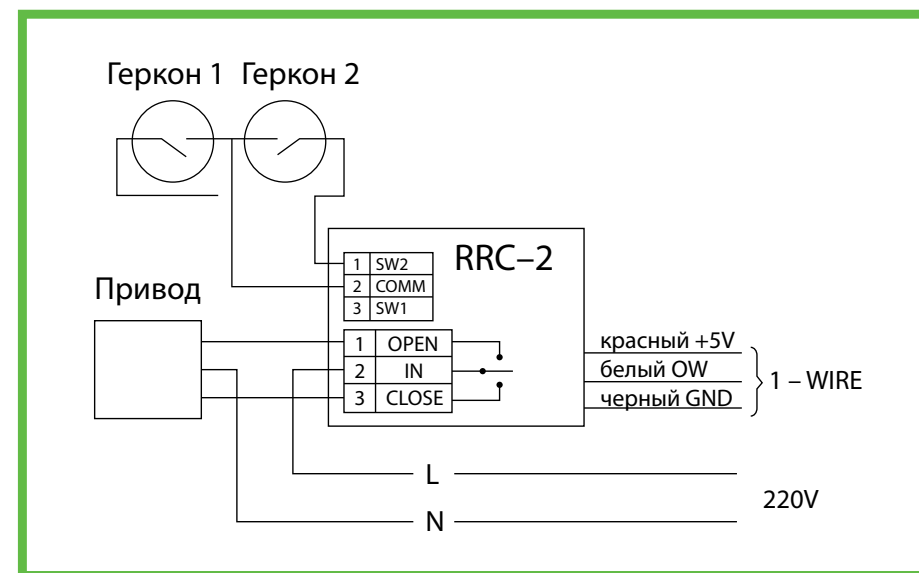 Геркон 1 Геркон 2
RRC–2
1 SW2
2 COMM
3 SW1
Привод
1 OPEN
2 IN
3 CLOSE
красный +5V
белый OW
черный GND
1 – WIRE
L
N
220V